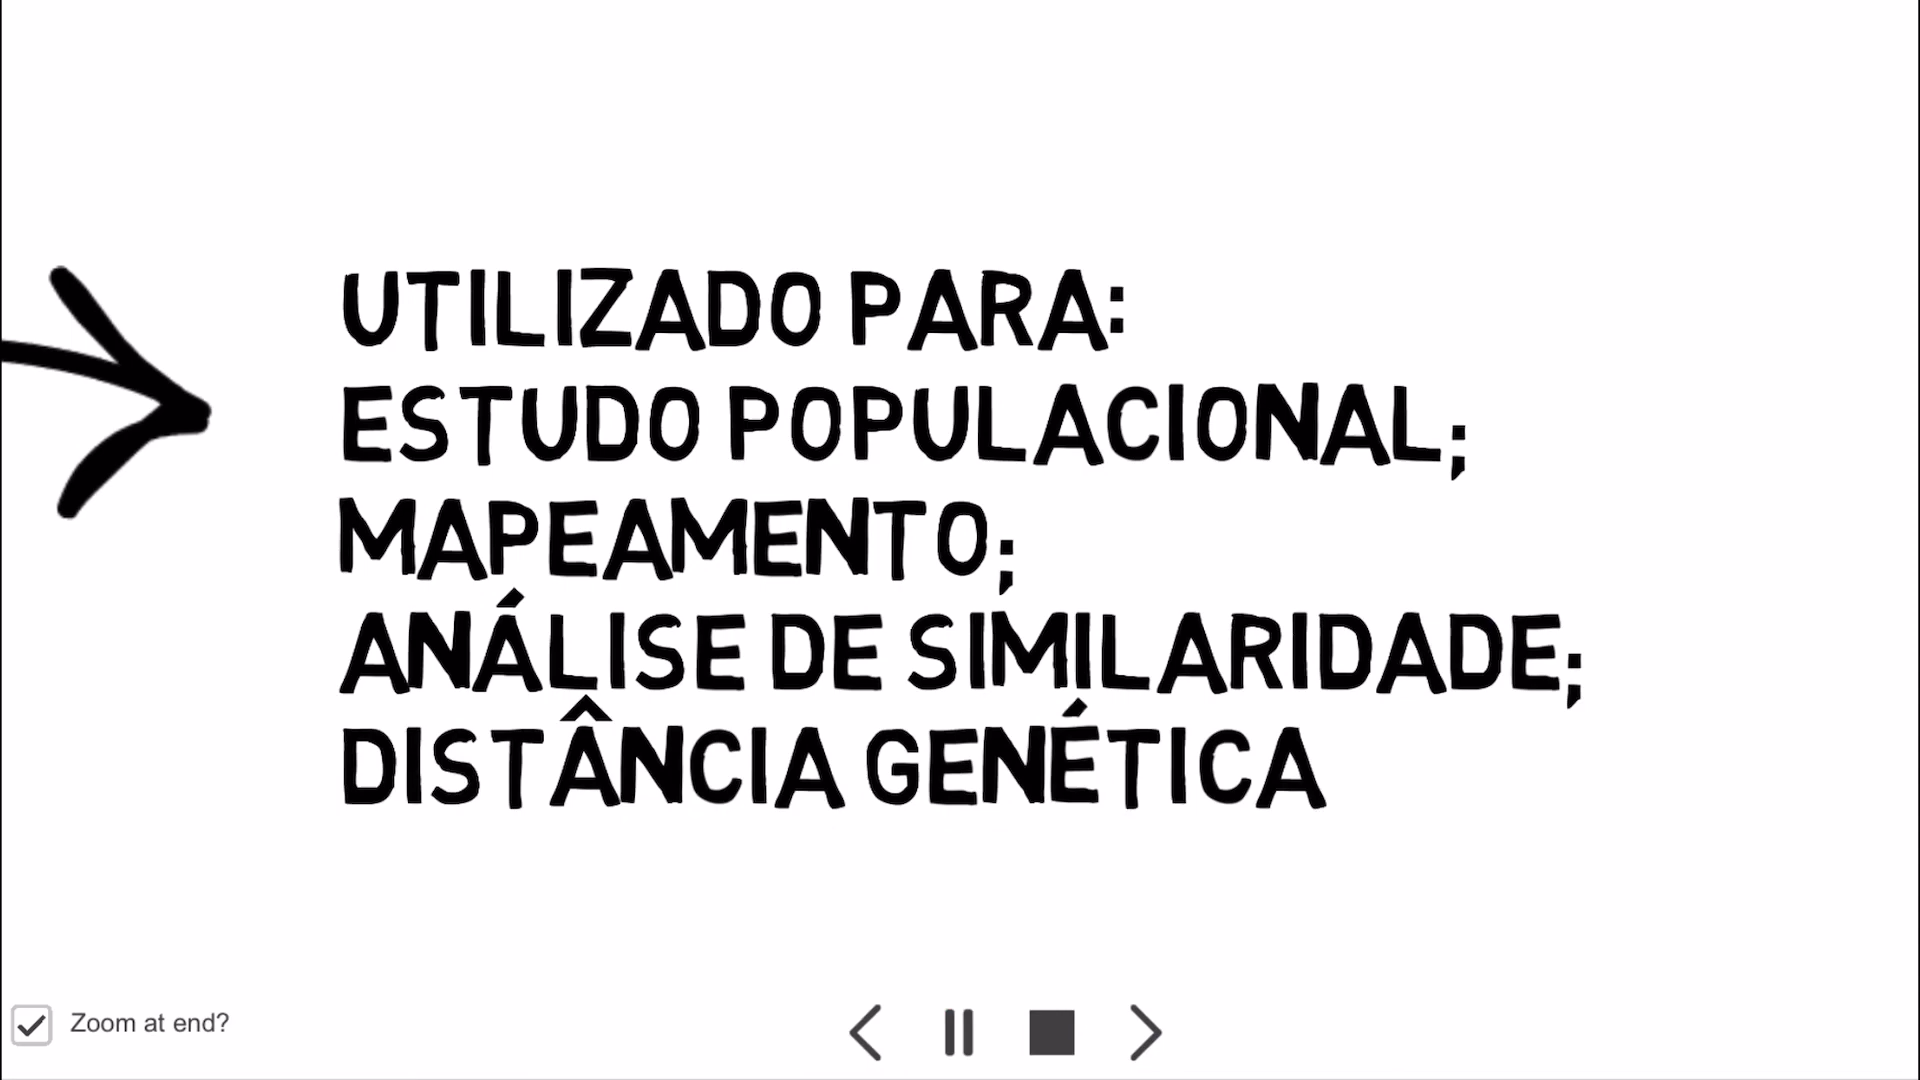 UTILIZADO PARA:
ESTUDO POPULACIONAL;
MAPEAMENTO;
ANÁLISE DE SIMILARIDADE;
DISTÂNCIA GENÉTICA
Zoom at end?